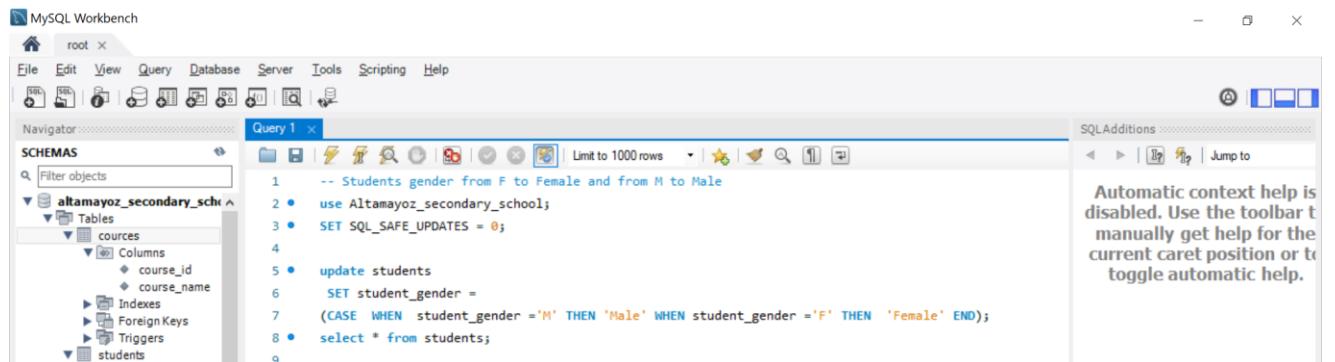 MySQL Workbench
root
File Edit View Query Database Server Tools Scripting Help
Navigator
SCHEMAS
Filter objects
altamayoz_secondary_scho
Tables
cources
Columns
course_id
course_name
Indexes
Foreign Keys
Triggers
students
Query 1
Limit to 1000 rows
1 -- Students gender from F to Female and from M to Male
2 use Altamayoz_secondary_school;
3 SET SQL_SAFE_UPDATES = 0;
4
5 update students
6 SET student_gender =
7 (CASE WHEN student_gender ='M' THEN 'Male' WHEN student_gender ='F' THEN 'Female' END);
8 select * from students;
9
SQLAdditions
Jump to
Automatic context help is
disabled. Use the toolbar t
manually get help for the
current caret position or to
toggle automatic help.